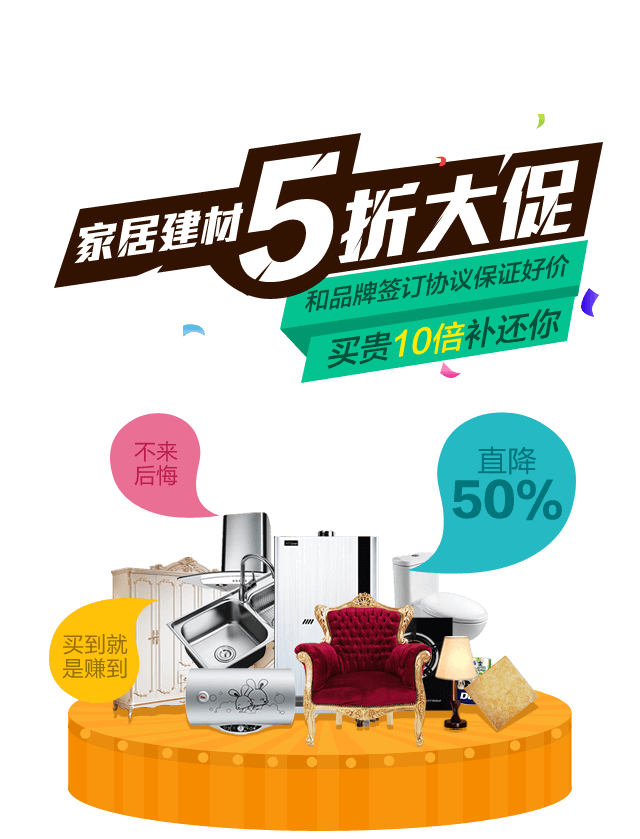 家居建材5折大促
和品牌签订协议保证好价
买贵10倍补还你
不来
后悔
直降
50%
买到就
是赚到